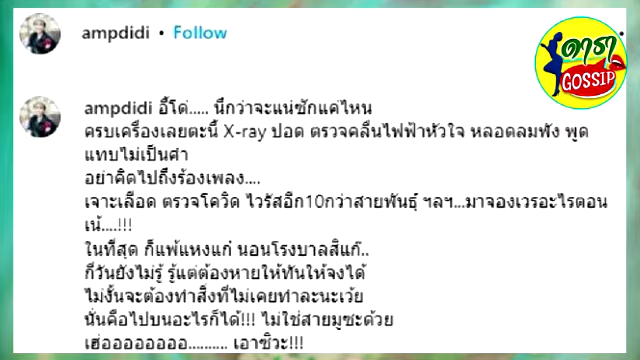 ampdidi • Follow
ดารา
GOSSIP
ampdidi อี้โด่..... นึกว่าจะแน่ซักแค่ไหน
ครบเครื่องเลยตะนี้ X-ray ปอด ตรวจคลื่นไฟฟ้าหัวใจ หลอดลมพัง พูด
แทบไม่เป็นคำ
อย่าคิดไปถึงร้องเพลง....
เจาะเลือด ตรวจโควิด ไวรัสอีก10กว่าสายพันธุ์ ฯลฯ...มาจองเวรอะไรตอน
เน้....!!!
ในที่สุด ก็แพ้แหงแก๋ นอนโรงบาลสิ๊แก๊..
กี่วันยังไม่รู้ รู้แต่ต้องหายให้ทันให้จงได้
ไม่งั้นจะต้องทำสิ่งที่ไม่เคยทำละนะเว้ย
นั่นคือไปบนอะไรก็ได้!!! ไม่ใช่สายมูซะด้วย
เฮ่อออออออออ.......... เอาซิวะ!!!